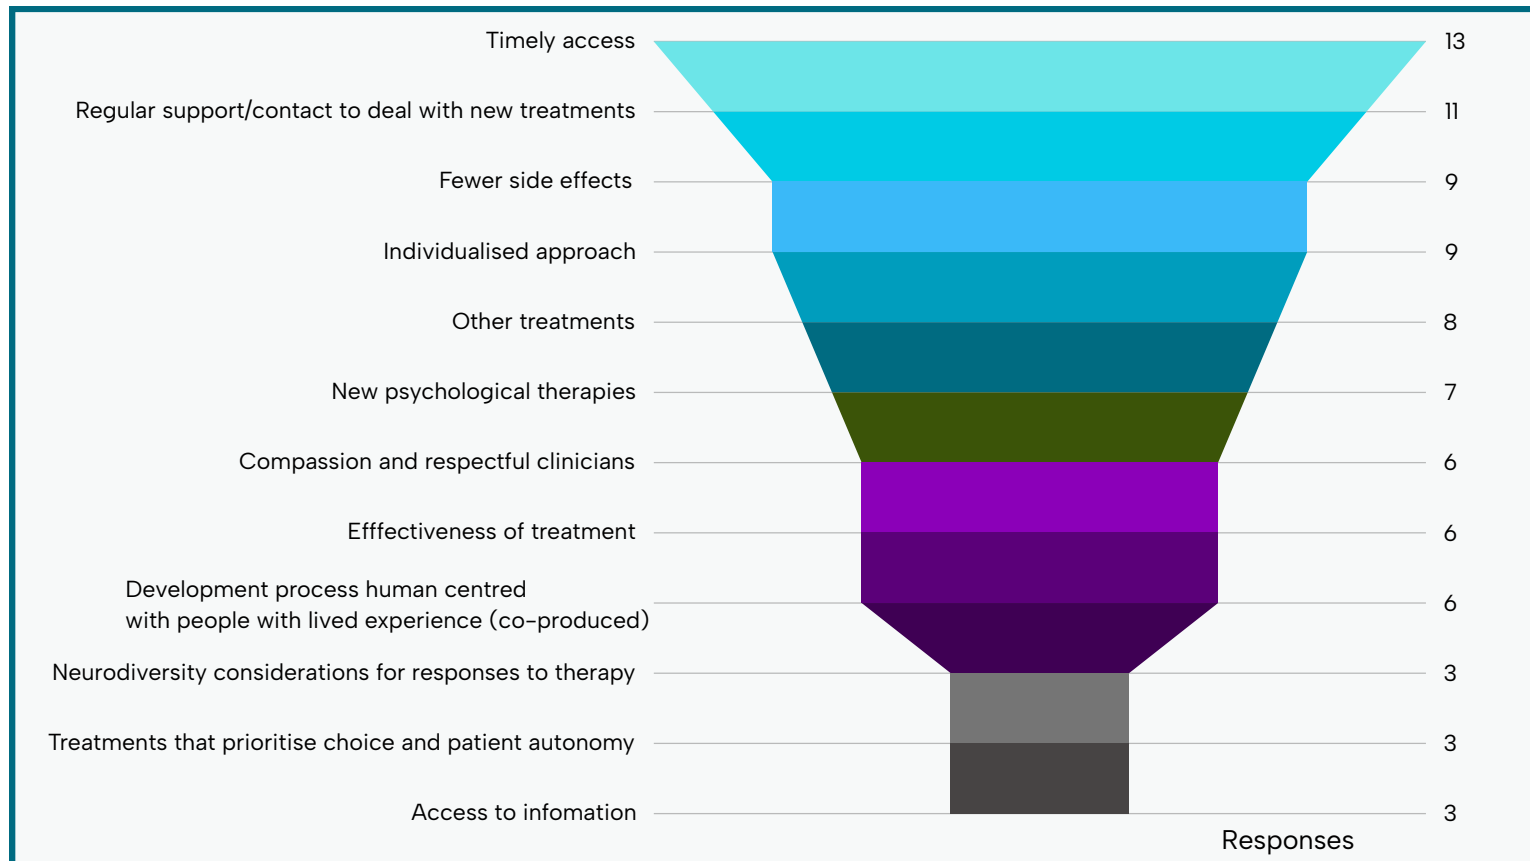 Timely access 13
Regular support/contact to deal with new treatments 11
Fewer side effects 9
Individualised approach 9
Other treatments 8
New psychological therapies 7
Compassion and respectful clinicians 6
Efffectiveness of treatment 6
Development process human centred
with people with lived experience (co-produced) 6
Neurodiversity considerations for responses to therapy 3
Treatments that prioritise choice and patient autonomy 3
Access to infomation 3
Responses